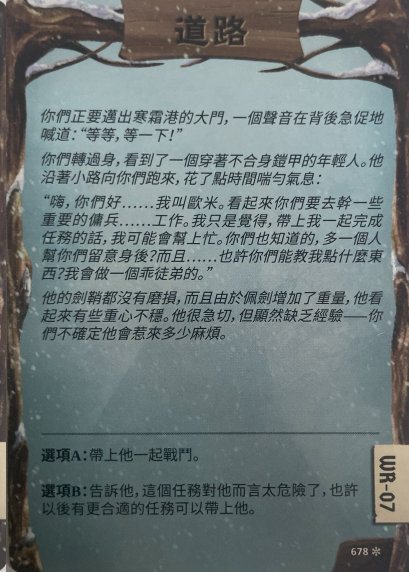 道路
你們正要邁出寒霜港的大門，一個聲音在背後急促地
喊道：“等等，等一下！”
你們轉過身，看到了一個穿著不合身鎧甲的年輕人。他
沿著小路向你們跑來，花了點時間喘勻氣息：
“嗨，你們好……我叫歐米。看起來你們要去幹一些
重要的傭兵……工作。我只是覺得，帶上我一起完成
任務的話，我可能會幫上忙。你們也知道的，多一個人
幫你們留意身後？而且……也許你們能教我點什麼東
西？我會做一個乖徒弟的。”
他的劍鞘都沒有磨損，而且由於佩劍增加了重量，他看
起來有些重心不穩。他很急切，但顯然缺乏經驗——你
們不確定他會惹來多少麻煩。
選項A：帶上他一起戰鬥。
選項B：告訴他，這個任務對他而言太危險了，也許
以後有更合適的任務可以帶上他。
WR-07
678